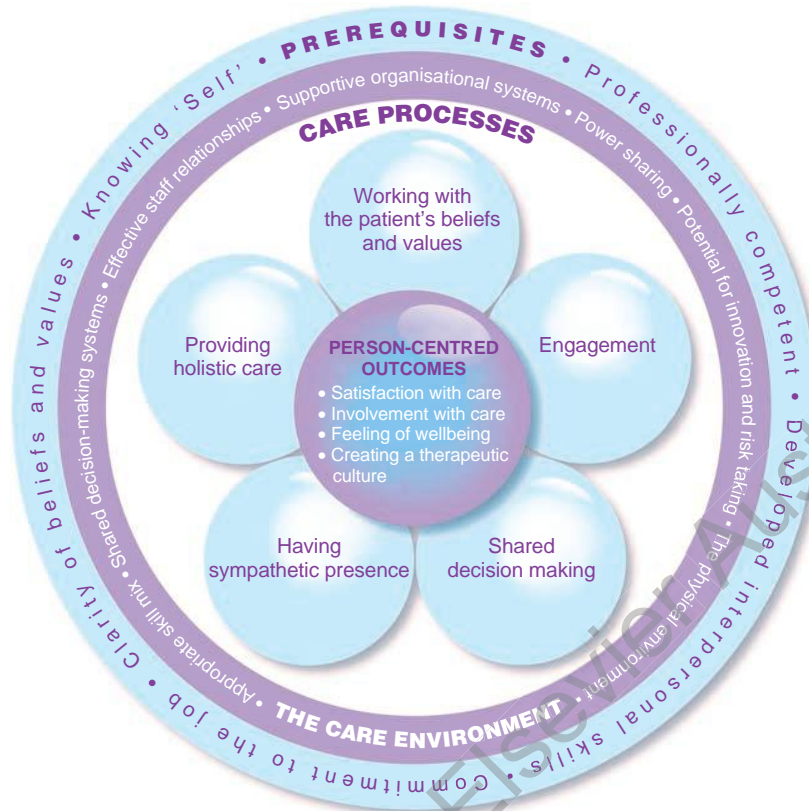 PREREQUISITES • Professionally competent • Developed interpersonal skills • Commitment to the job • Clarity of beliefs and values • Knowing ‘Self’ •
THE CARE ENVIRONMENT • Appropriate skill mix • Shared decision-making systems • Effective staff relationships • Supportive organisational systems • Power sharing • Potential for innovation and risk taking • The physical environment •
CARE PROCESSES
Working with
the patient’s beliefs
and values
Providing
holistic care
Engagement
PERSON-CENTRED
OUTCOMES
• Satisfaction with care
• Involvement with care
• Feeling of wellbeing
• Creating a therapeutic
culture
Having
sympathetic presence
Shared
decision making
Elsevier Aus